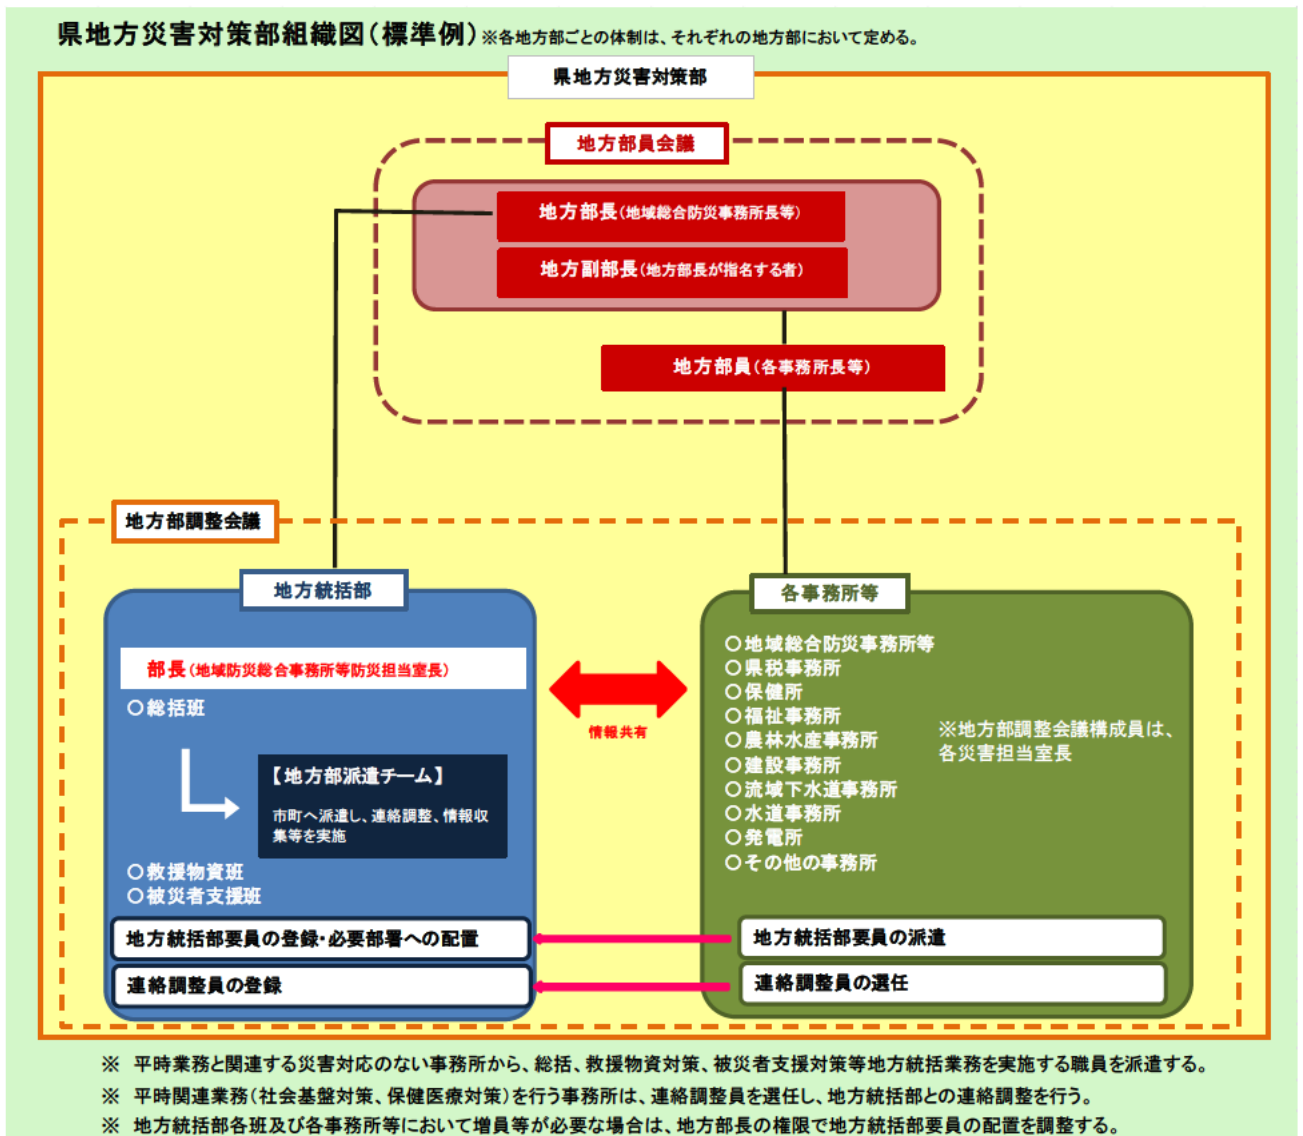 県地方災害対策部組織図(標準例)※各地方部ごとの体制は、それぞれの地方部において定める。
県地方災害対策部
地方部員会議
地方部長(地域総合防災事務所長等)
地方副部長(地方部長が指名する者)
地方部員(各事務所長等)
地方部調整会議
地方統括部
部長(地域防災総合事務所等防災担当室長)
○総括班
【地方部派遣チーム】
市町へ派遣し、連絡調整、情報収
集等を実施
○救援物資班
○被災者支援班
地方統括部要員の登録・必要部署への配置
連絡調整員の登録
情報共有
各事務所等
○地域総合防災事務所等
○県税事務所
○保健所
○福祉事務所
○農林水産事務所
○建設事務所
○流域下水道事務所
○水道事務所
○発電所
○その他の事務所
※地方部調整会議構成員は、
各災害担当室長
地方統括部要員の派遣
連絡調整員の選任
※ 平時業務と関連する災害対応のない事務所から、総括、救援物資対策、被災者支援対策等地方統括業務を実施する職員を派遣する。
※ 平時関連業務(社会基盤対策、保健医療対策)を行う事務所は、連絡調整員を選任し、地方統括部との連絡調整を行う。
※ 地方統括部各班及び各事務所等において増員等が必要な場合は、地方部長の権限で地方統括部要員の配置を調整する。